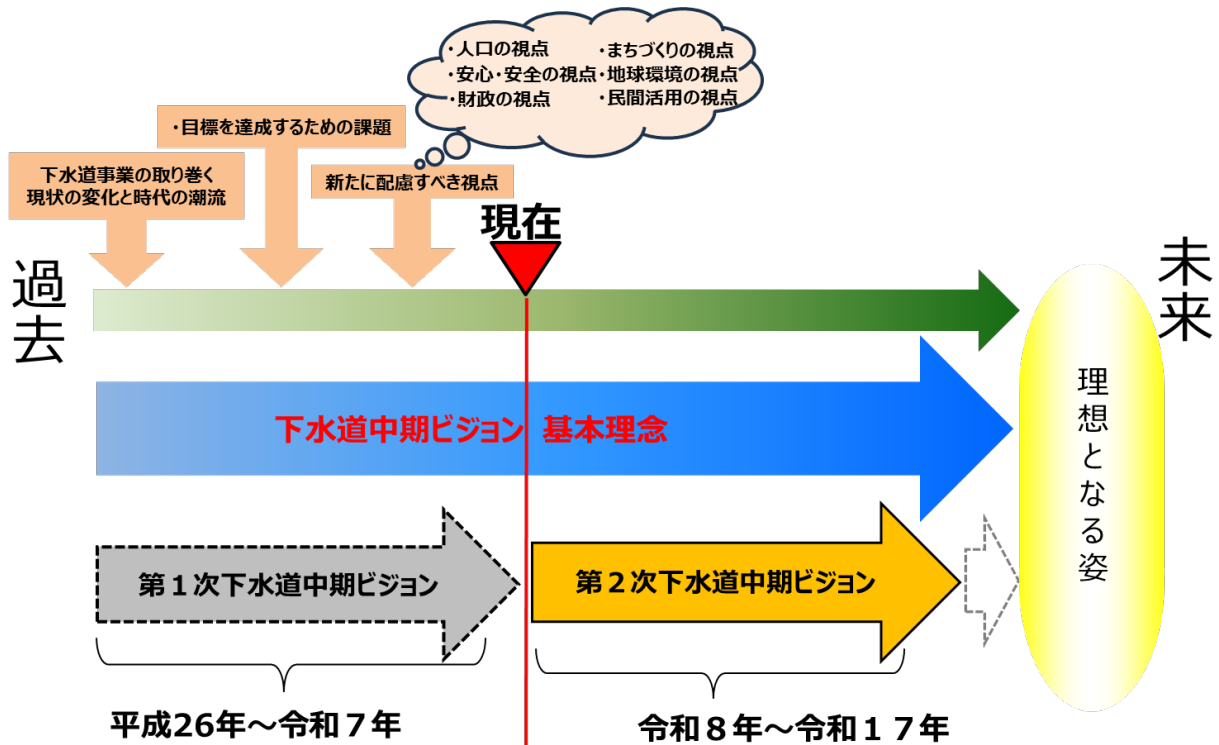 ・人口の視点
・まちづくりの視点
・安心・安全の視点
・地球環境の視点
・財政の視点
・民間活用の視点
・目標を達成するための課題
下水道事業の取り巻く
現状の変化と時代の潮流
新たに配慮すべき視点
現在
過去
未来
下水道中期ビジョン 基本理念
理想となる姿
第１次下水道中期ビジョン
第２次下水道中期ビジョン
平成26年～令和７年
令和８年～令和１７年